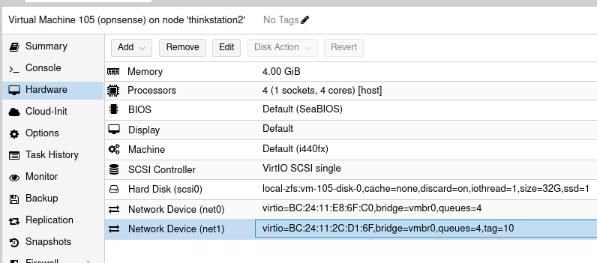 Virtual Machine 105 (opnsense) on node 'thinkstation2' No Tags
Summary
Console
Hardware
Cloud-Init
Options
Task History
Monitor
Backup
Replication
Snapshots
Firewall
Add Remove Edit Disk Action Revert
Memory 4.00 GiB
Processors 4 (1 sockets, 4 cores) [host]
BIOS Default (SeaBIOS)
Display Default
Machine Default (i440fx)
SCSI Controller VirtIO SCSI single
Hard Disk (scsi0) local-zfs:vm-105-disk-0,cache=none,discard=on,iothread=1,size=32G,ssd=1
Network Device (net0) virtio=BC:24:11:E8:6F:C0,bridge=vmbr0,queues=4
Network Device (net1) virtio=BC:24:11:2C:D1:6F,bridge=vmbr0,queues=4,tag=10